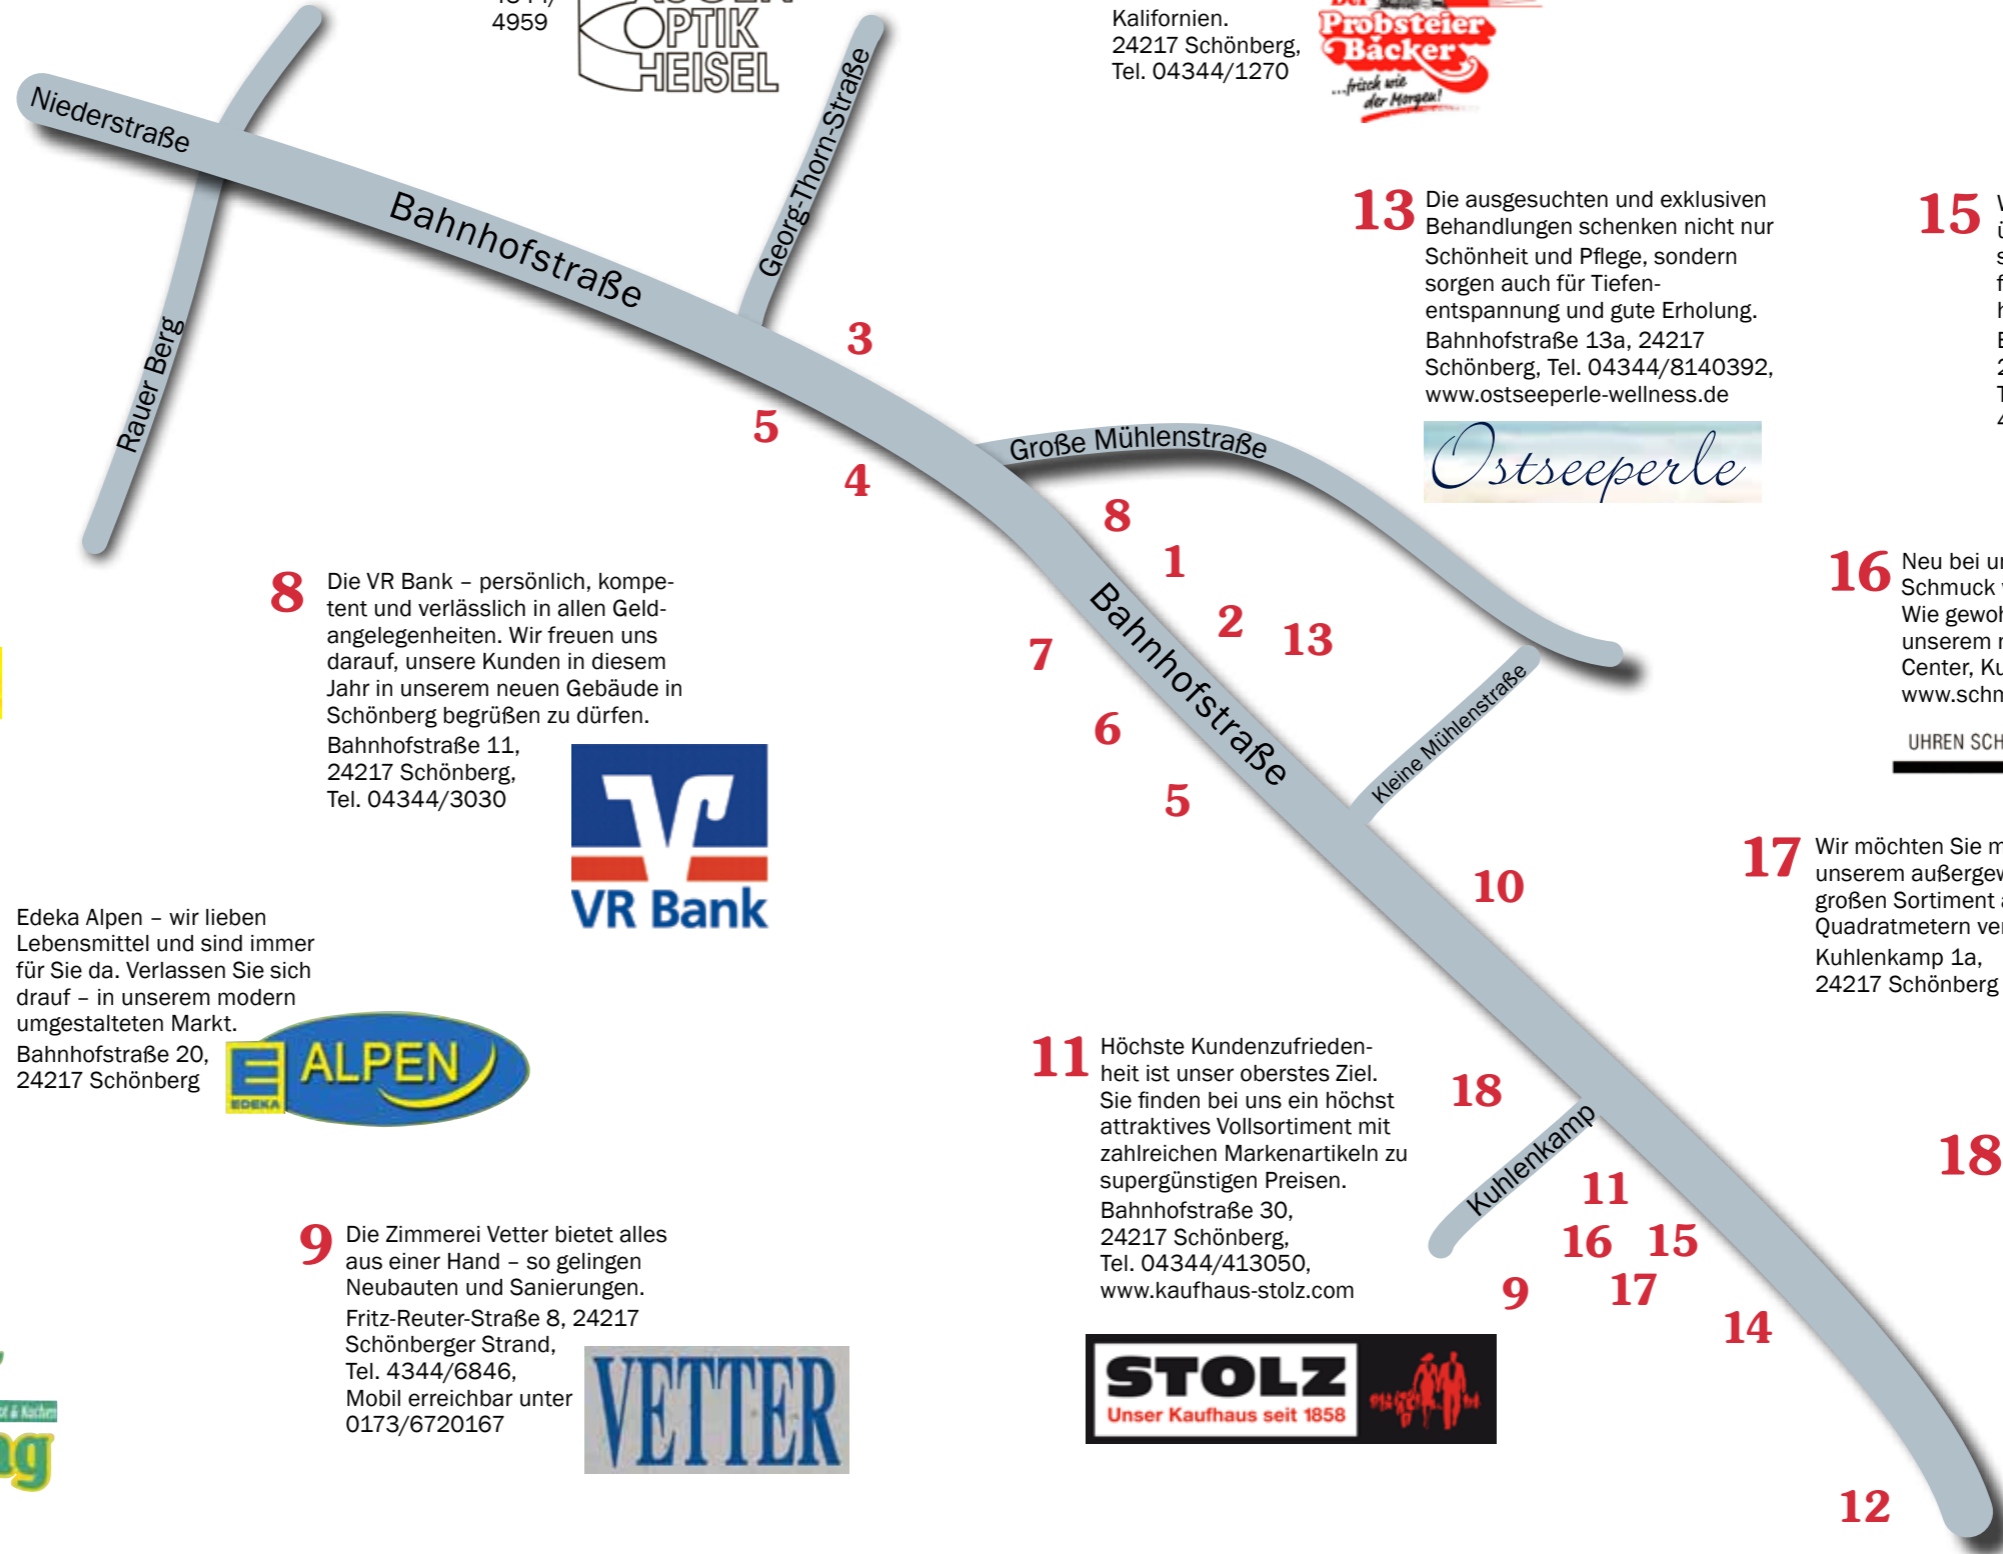 4959
OPTIK
HEISEL
Kalifornien.
24217 Schönberg,
Tel. 04344/1270
Der
Probsteier
Bäcker
...frisch wie
der Morgen!
Niederstraße
Bahnhofstraße
Georg-Thorn-Straße
Rauer Berg
3
5
4
Große Mühlenstraße
8
1
2
13
7
6
5
Bahnhofstraße
Kleine Mühlenstraße
10
18
Kuhlenkamp
11
16
15
9
17
14
12
13
Die ausgesuchten und exklusiven
Behandlungen schenken nicht nur
Schönheit und Pflege, sondern
sorgen auch für Tiefen-
entspannung und gute Erholung.
Bahnhofstraße 13a, 24217
Schönberg, Tel. 04344/8140392,
www.ostseeperle-wellness.de
Ostseeperle
15
8
Die VR Bank – persönlich, kompe-
tent und verlässlich in allen Geld-
angelegenheiten. Wir freuen uns
darauf, unsere Kunden in diesem
Jahr in unserem neuen Gebäude in
Schönberg begrüßen zu dürfen.
Bahnhofstraße 11,
24217 Schönberg,
Tel. 04344/3030
VR Bank
16
Neu bei
Schmuck
Wie
unserem
Center,
UHREN
17
Wir möchten Sie
unserem
großen Sortiment
Quadratmetern
Kuhlenkamp 1a,
24217 Schönberg
18
Edeka Alpen – wir lieben
Lebensmittel und sind immer
für Sie da. Verlassen Sie sich
drauf – in unserem modern
umgestalteten Markt.
Bahnhofstraße 20,
24217 Schönberg
EDEKA
ALPEN
9
Die Zimmerei Vetter bietet alles
aus einer Hand – so gelingen
Neubauten und Sanierungen.
Fritz-Reuter-Straße 8, 24217
Schönberger Strand,
Tel. 4344/6846,
Mobil erreichbar unter
0173/6720167
VETTER
11
Höchste Kundenzufrieden-
heit ist unser oberstes Ziel.
Sie finden bei uns ein höchst
attraktives Vollsortiment mit
zahlreichen Markenartikeln zu
supergünstigen Preisen.
Bahnhofstraße 30,
24217 Schönberg,
Tel. 04344/413050,
www.kaufhaus-stolz.com
STOLZ
Unser Kaufhaus seit 1858